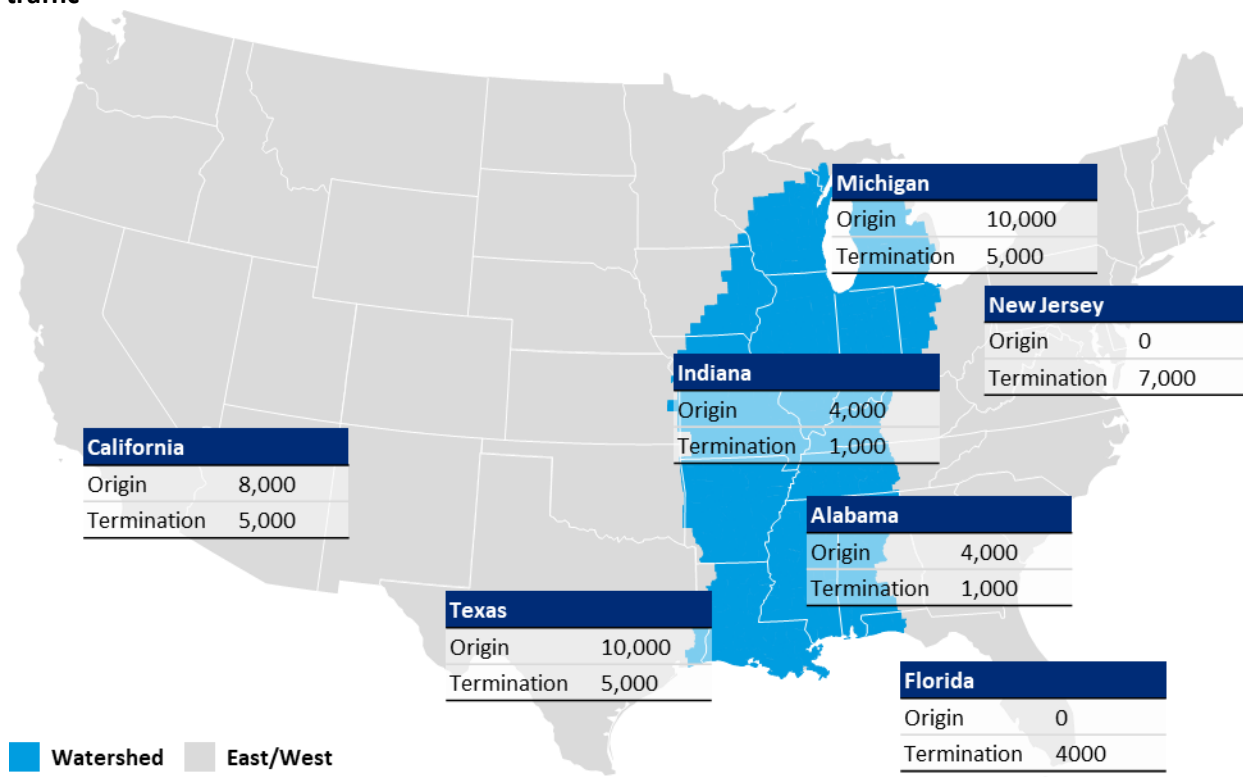 Michigan
Origin 10,000
Termination 5,000
New Jersey
Origin 0
Termination 7,000
Indiana
Origin 4,000
Termination 1,000
California
Origin 8,000
Termination 5,000
Alabama
Origin 4,000
Termination 1,000
Texas
Origin 10,000
Termination 5,000
Florida
Origin 0
Termination 4000
Watershed East/West